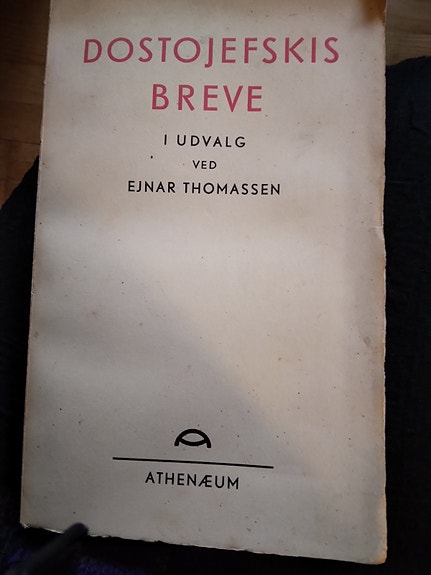 DOSTOJEFSKIS
BREVE
I UDVALG
VED
EJNAR THOMASSEN
ATHENÆUM